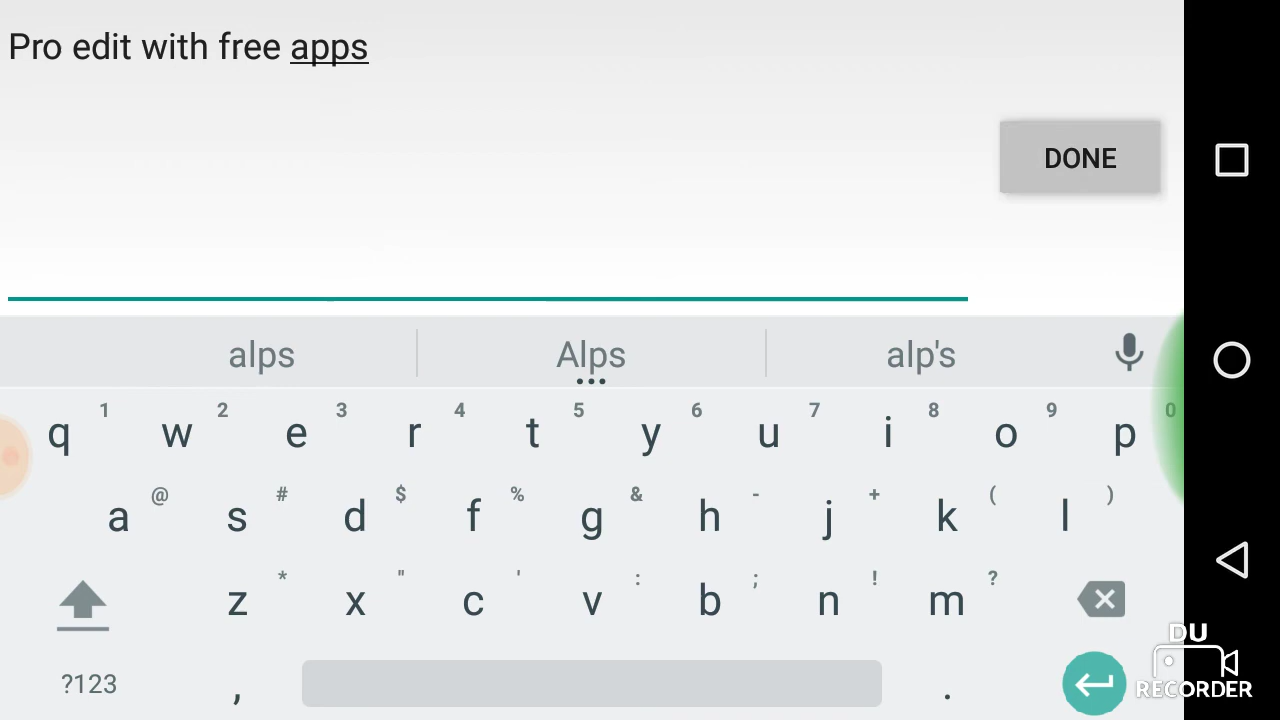 Pro edit with free apps
DONE
alps Alps alp's
1 2 3 4 5 6 7 8 9 0
q w e r t y u i o p
@ # $ % & - + ( )
a s d f g h j k l
* " ' : ; ! ?
z x c v b n m
?123 , .
DU
RECORDER